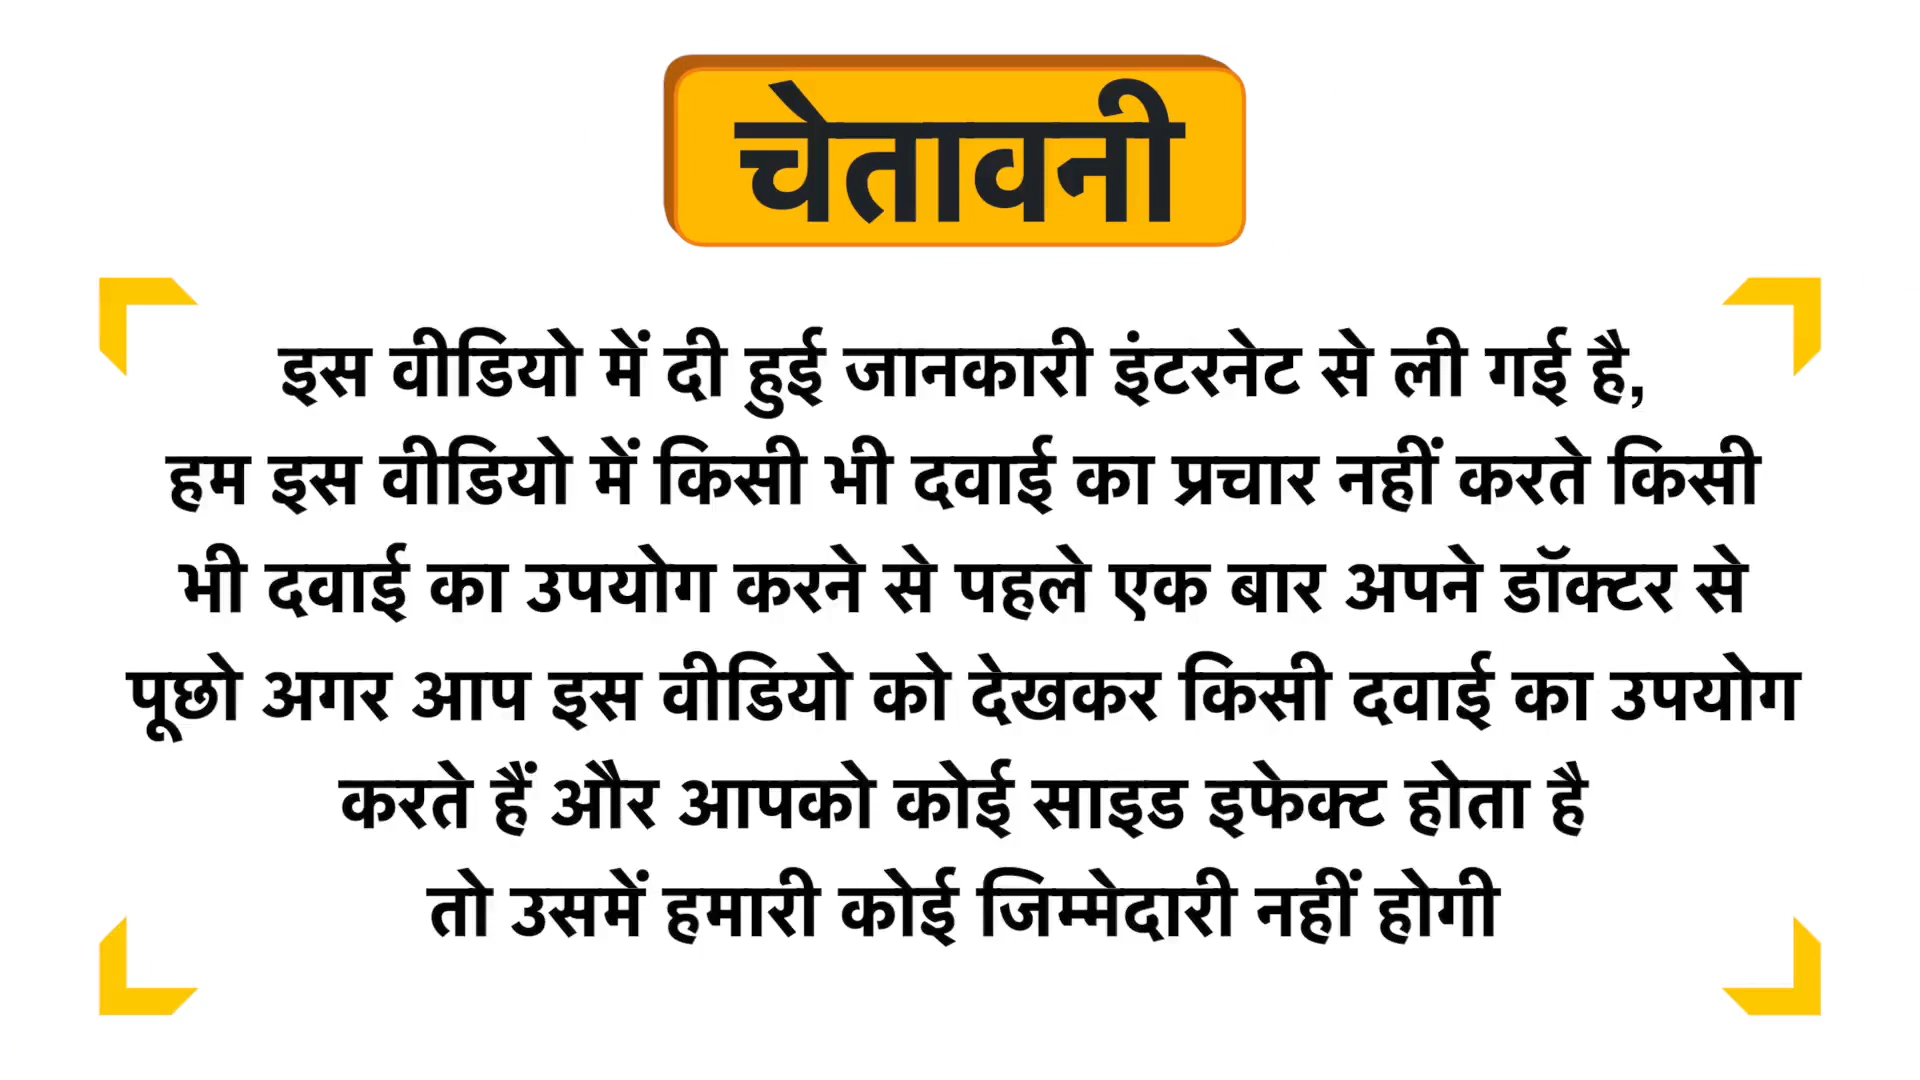 चेतावनी
इस वीडियो में दी हुई जानकारी इंटरनेट से ली गई है,
हम इस वीडियो में किसी भी दवाई का प्रचार नहीं करते किसी
भी दवाई का उपयोग करने से पहले एक बार अपने डॉक्टर से
पूछो अगर आप इस वीडियो को देखकर किसी दवाई का उपयोग
करते हैं और आपको कोई साइड इफेक्ट होता है
तो उसमें हमारी कोई जिम्मेदारी नहीं होगी